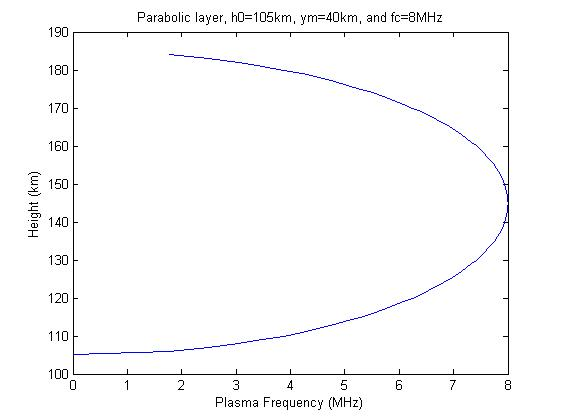 Parabolic layer, h0=105km, ym=40km, and fc=8MHz
190
180
170
160
150
140
130
120
110
100
Height (km)
0 1 2 3 4 5 6 7 8
Plasma Frequency (MHz)